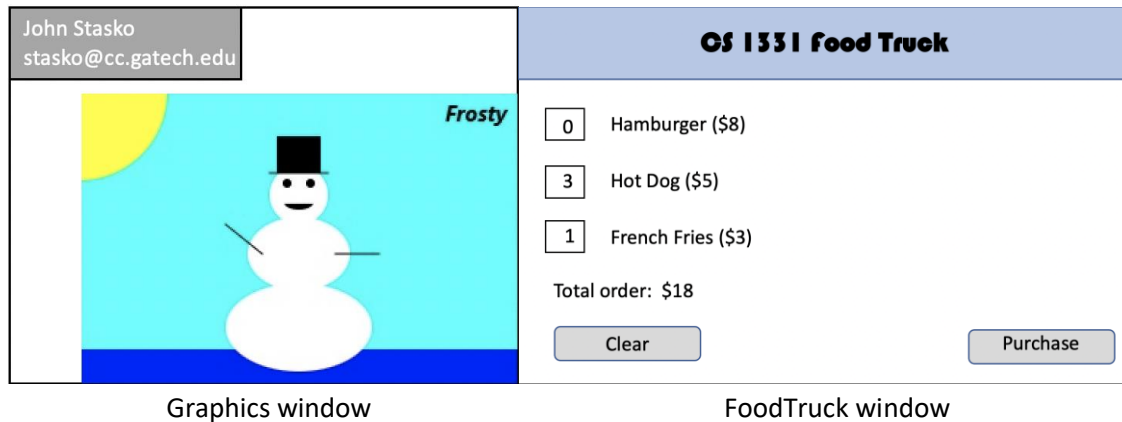 John Stasko
stasko@cc.gatech.edu
Frosty
CS 1331 Food Truck
0 Hamburger ($8)
3 Hot Dog ($5)
1 French Fries ($3)
Total order: $18
Clear
Purchase
Graphics window
FoodTruck window